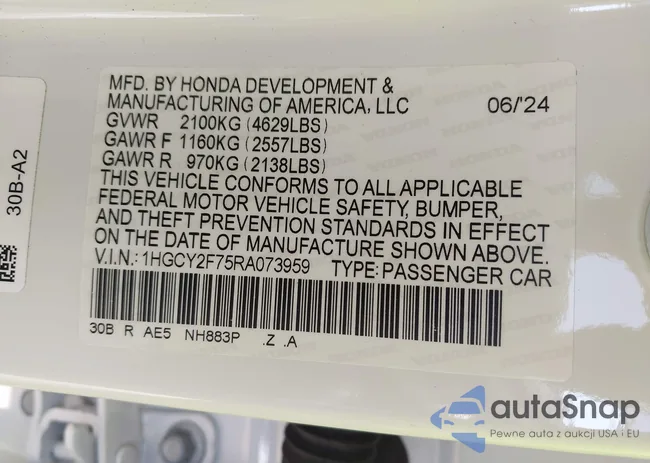 MFD. BY HONDA DEVELOPMENT &
MANUFACTURING OF AMERICA, LLC 06/'24
GVWR 2100KG (4629LBS)
GAWR F 1160KG (2557LBS)
GAWR R 970KG (2138LBS)
THIS VEHICLE CONFORMS TO ALL APPLICABLE
FEDERAL MOTOR VEHICLE SAFETY, BUMPER,
AND THEFT PREVENTION STANDARDS IN EFFECT
ON THE DATE OF MANUFACTURE SHOWN ABOVE.
V.I.N.: 1HGCY2F75RA073959 TYPE: PASSENGER CAR
30B R AE5 NH883P .Z .A
30B-A2
autaSnap
Pewne auta z aukcji USA i EU